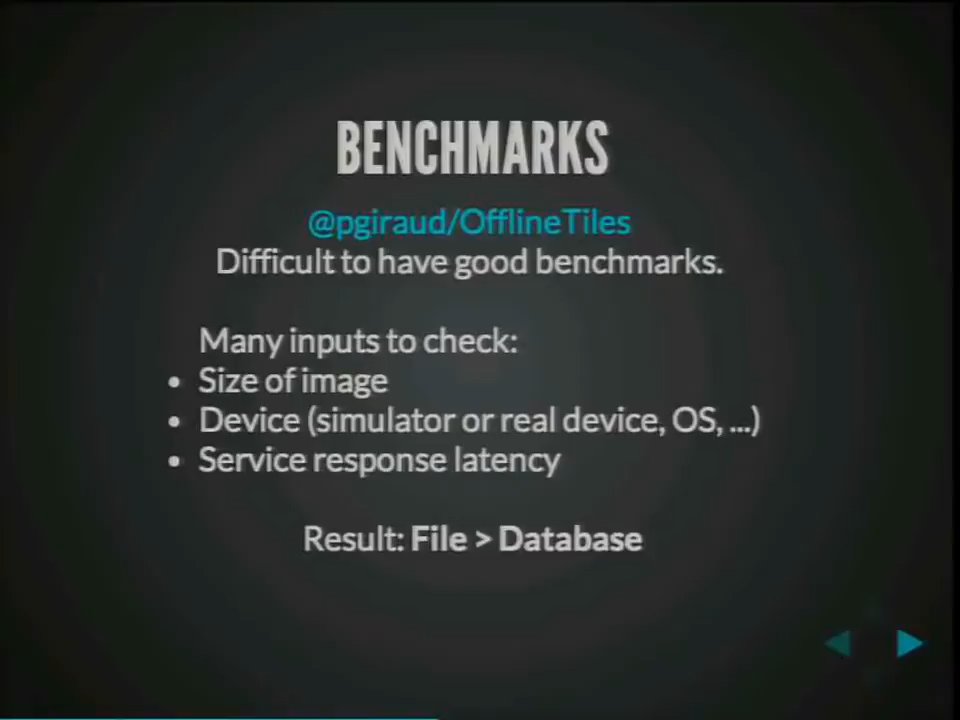 BENCHMARKS
@pgiraud/OfflineTiles
Difficult to have good benchmarks.
Many inputs to check:
• Size of image
• Device (simulator or real device, OS, ...)
• Service response latency
Result: File > Database